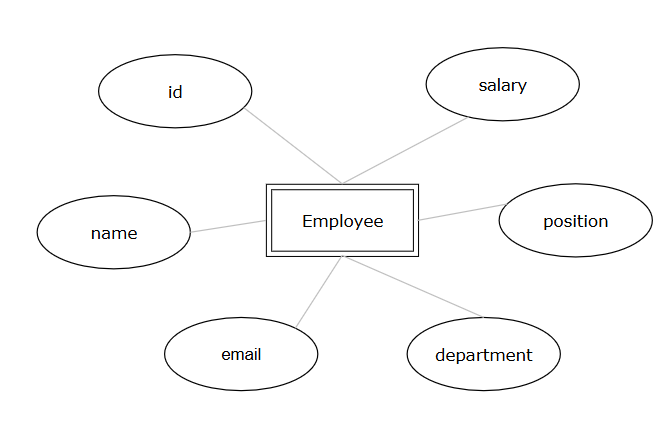 id
salary
Employee
name
position
email
department